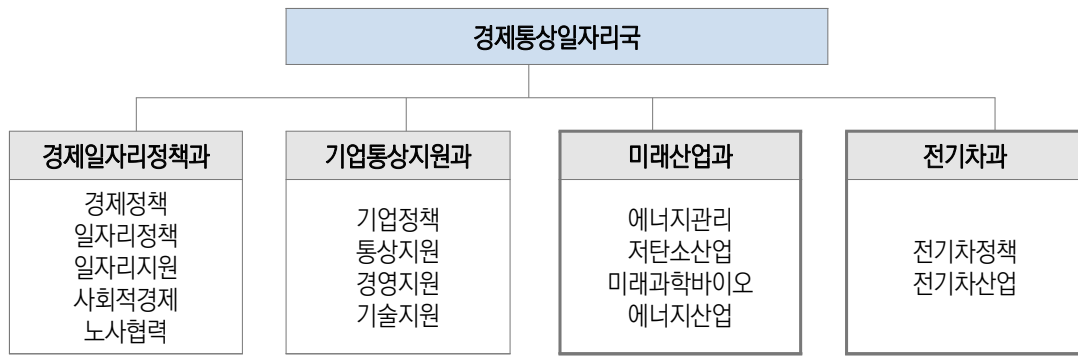 경제통상일자리국
경제일자리정책과
경제정책
일자리정책
일자리지원
사회적경제
노사협력
기업통상지원과
기업정책
통상지원
경영지원
기술지원
미래산업과
에너지관리
저탄소산업
미래과학바이오
에너지산업
전기차과
전기차정책
전기차산업